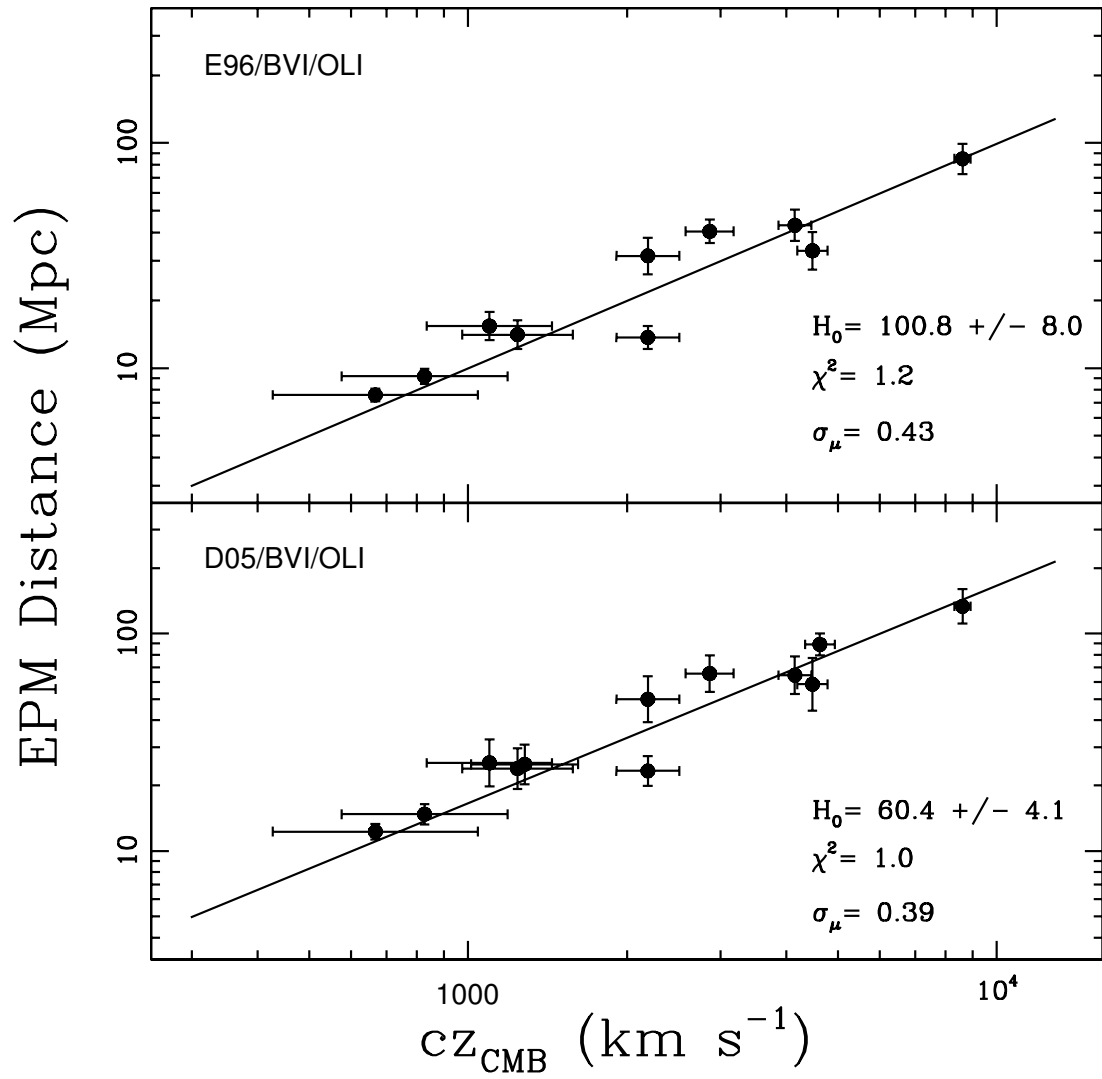 E96/BVI/OLI
100
10
H₀= 100.8 +/− 8.0
χ²= 1.2
σ_μ= 0.43
EPM Distance (Mpc)
D05/BVI/OLI
100
10
H₀= 60.4 +/− 4.1
χ²= 1.0
σ_μ= 0.39
1000
10⁴
cz_CMB (km s⁻¹)